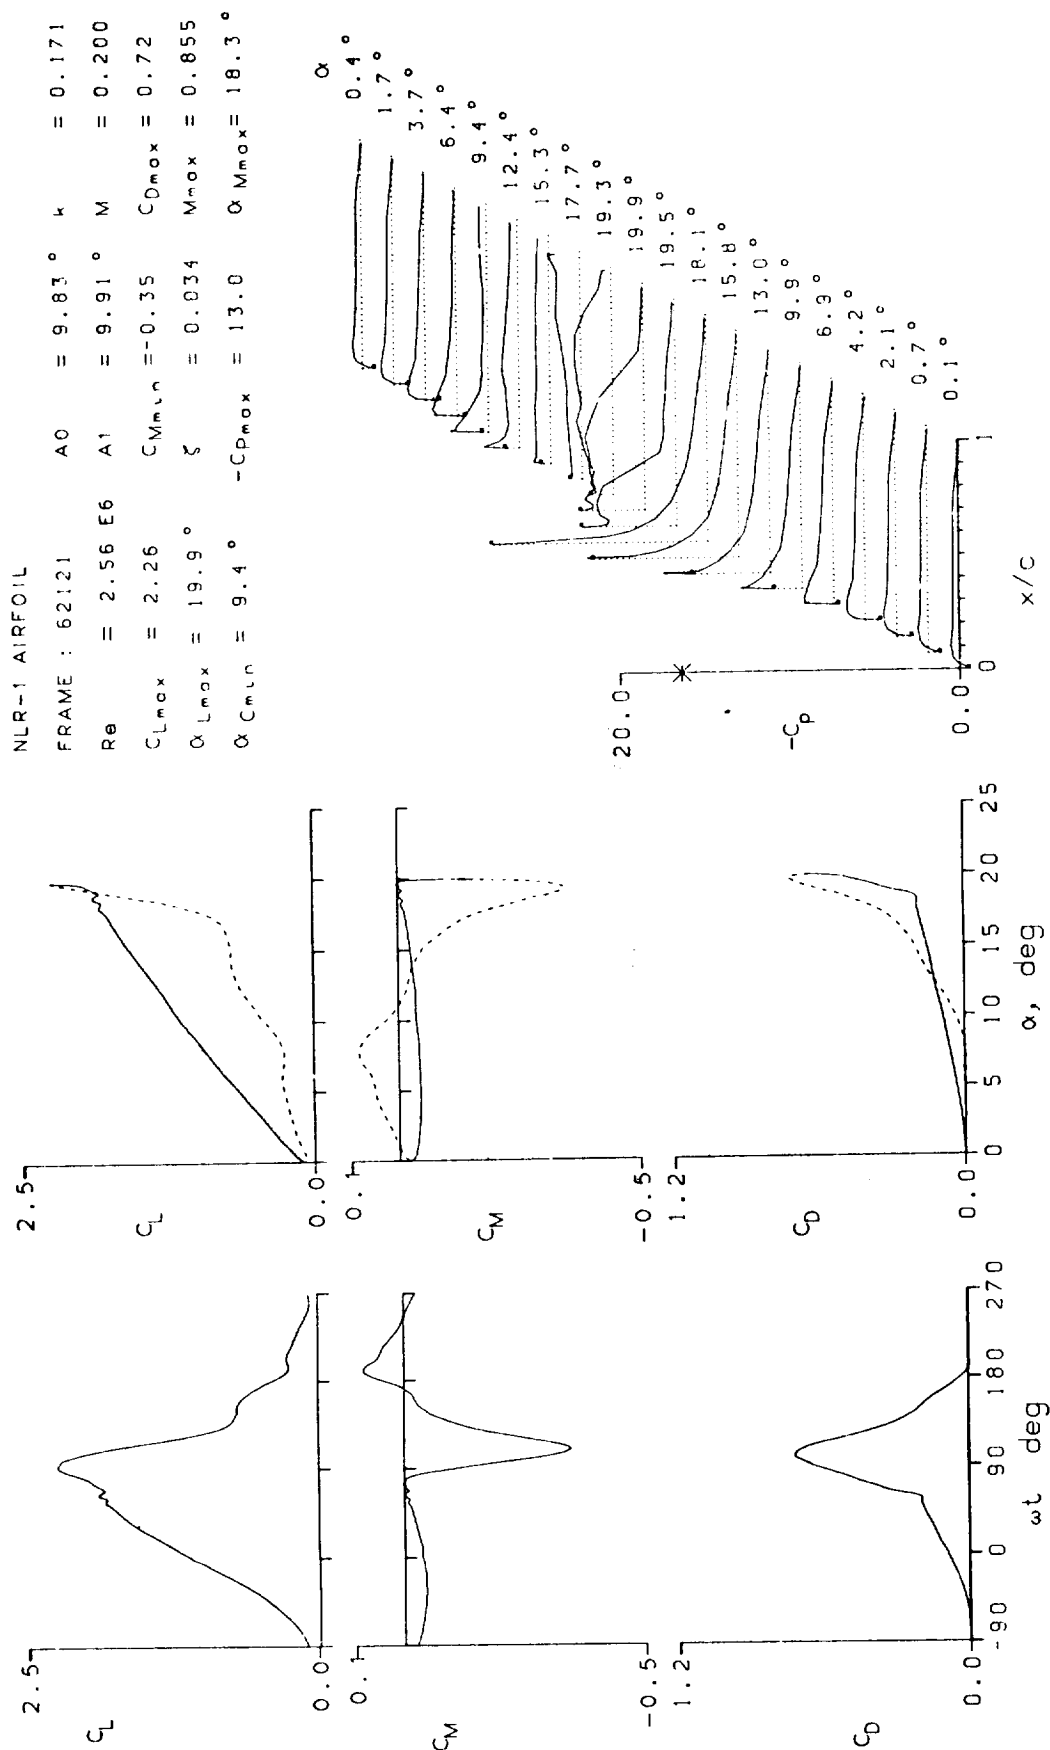 NLR-1 AIRFOIL
FRAME : 62121 A0 = 9.83° k = 0.171
Re = 2.56 E6 A1 = 9.91° M = 0.200
CLmax = 2.26 CMmin =-0.35 CDmax = 0.72
αLmax = 19.9° ζ = 0.034 Mmax = 0.855
αCmin = 9.4° -CPmax = 13.0 αMmax= 18.3°
2.5
CL
0.0
0.1
CM
-0.5
1.2
CD
0.0
-90 0 90 180 270
ωt deg
2.5
CL
0.0
0.1
CM
-0.5
1.2
CD
0.0
0 5 10 15 20 25
α, deg
α
0.4°
1.7°
3.7°
6.4°
9.4°
12.4°
15.3°
17.7°
19.3°
19.9°
19.5°
18.1°
15.8°
13.0°
9.9°
6.9°
4.2°
2.1°
0.7°
0.1°
20.0
-Cp
0.0
0 1
x/c